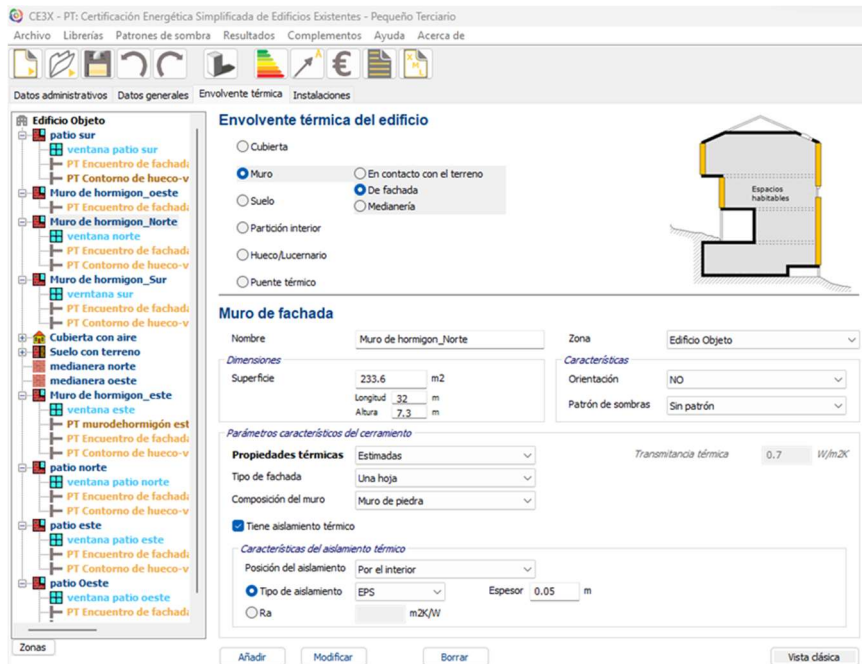 CE3X - PT: Certificación Energética Simplificada de Edificios Existentes - Pequeño Terciario
Archivo Librerías Patrones de sombra Resultados Complementos Ayuda Acerca de
Datos administrativos Datos generales Envolvente térmica Instalaciones
Edificio Objeto
patio sur
ventana patio sur
PT Encuentro de fachada
PT Contorno de hueco-v
Muro de hormigon_oeste
PT Encuentro de fachada
Muro de hormigon_Norte
ventana norte
PT Encuentro de fachada
PT Contorno de hueco-v
Muro de hormigon_Sur
verntana sur
PT Encuentro de fachada
PT Contorno de hueco-v
Cubierta con aire
Suelo con terreno
medianera norte
medianera oeste
Muro de hormigon_este
ventana este
PT murodehormigón est
PT Encuentro de fachada
PT Contorno de hueco-v
patio norte
ventana patio norte
PT Encuentro de fachada
PT Contorno de hueco-v
patio este
ventana patio este
PT Encuentro de fachada
PT Contorno de hueco-v
patio Oeste
ventana patio oeste
PT Encuentro de fachada
Zonas
Envolvente térmica del edificio
Cubierta
Muro
En contacto con el terreno
De fachada
Medianería
Suelo
Partición interior
Hueco/Lucernario
Puente térmico
Espacios
habitables
Muro de fachada
Nombre Muro de hormigon_Norte Zona Edificio Objeto
Dimensiones
Superficie 233.6 m2
Longitud 32 m
Altura 7.3 m
Características
Orientación NO
Patrón de sombras Sin patrón
Parámetros característicos del cerramiento
Propiedades térmicas Estimadas Transmitancia térmica 0.7 W/m2K
Tipo de fachada Una hoja
Composición del muro Muro de piedra
Tiene aislamiento térmico
Características del aislamiento térmico
Posición del aislamiento Por el interior
Tipo de aislamiento EPS Espesor 0.05 m
Ra m2K/W
Añadir Modificar Borrar Vista clásica